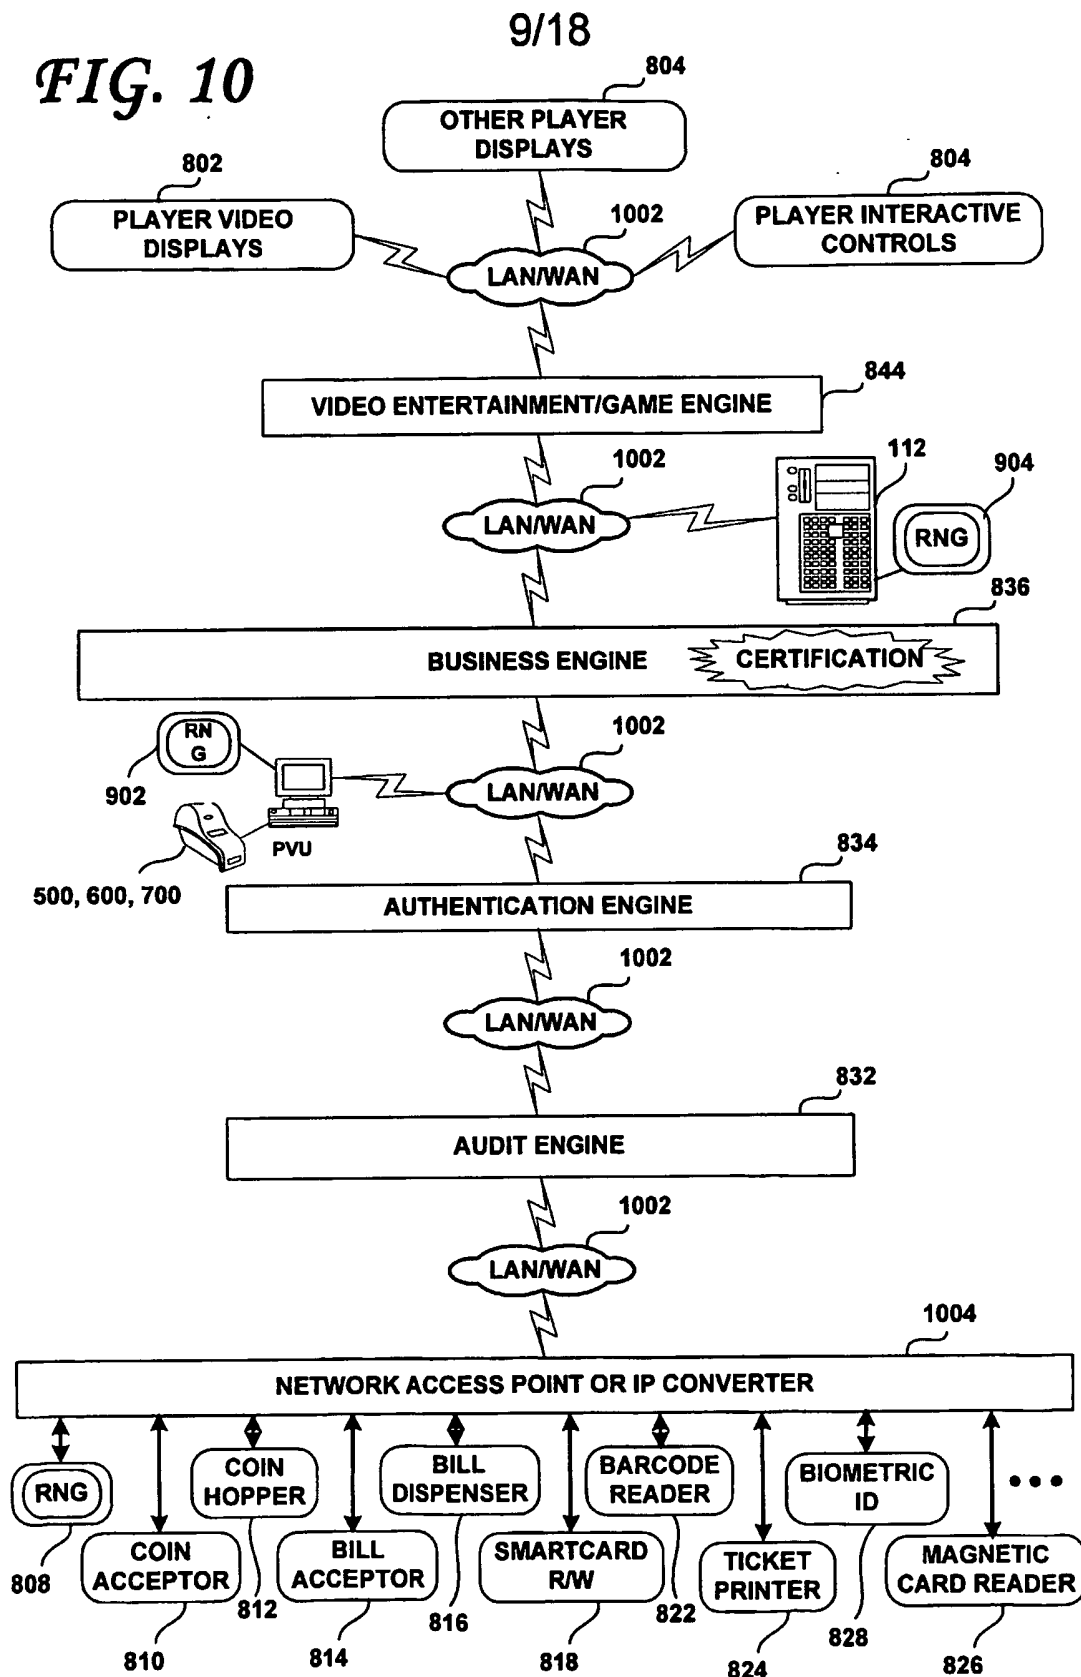 9/18
FIG. 10
804
OTHER PLAYER
DISPLAYS
802
804
PLAYER VIDEO
DISPLAYS
1002
PLAYER INTERACTIVE
CONTROLS
LAN/WAN
844
VIDEO ENTERTAINMENT/GAME ENGINE
1002
112
904
LAN/WAN
RNG
836
BUSINESS ENGINE
CERTIFICATION
RN
G
1002
902
LAN/WAN
PVU
500, 600, 700
834
AUTHENTICATION ENGINE
1002
LAN/WAN
832
AUDIT ENGINE
1002
LAN/WAN
1004
NETWORK ACCESS POINT OR IP CONVERTER
RNG
COIN
HOPPER
BILL
DISPENSER
BARCODE
READER
BIOMETRIC
ID
COIN
ACCEPTOR
BILL
ACCEPTOR
SMARTCARD
R/W
TICKET
PRINTER
MAGNETIC
CARD READER
808
810
812
814
816
818
822
824
828
826